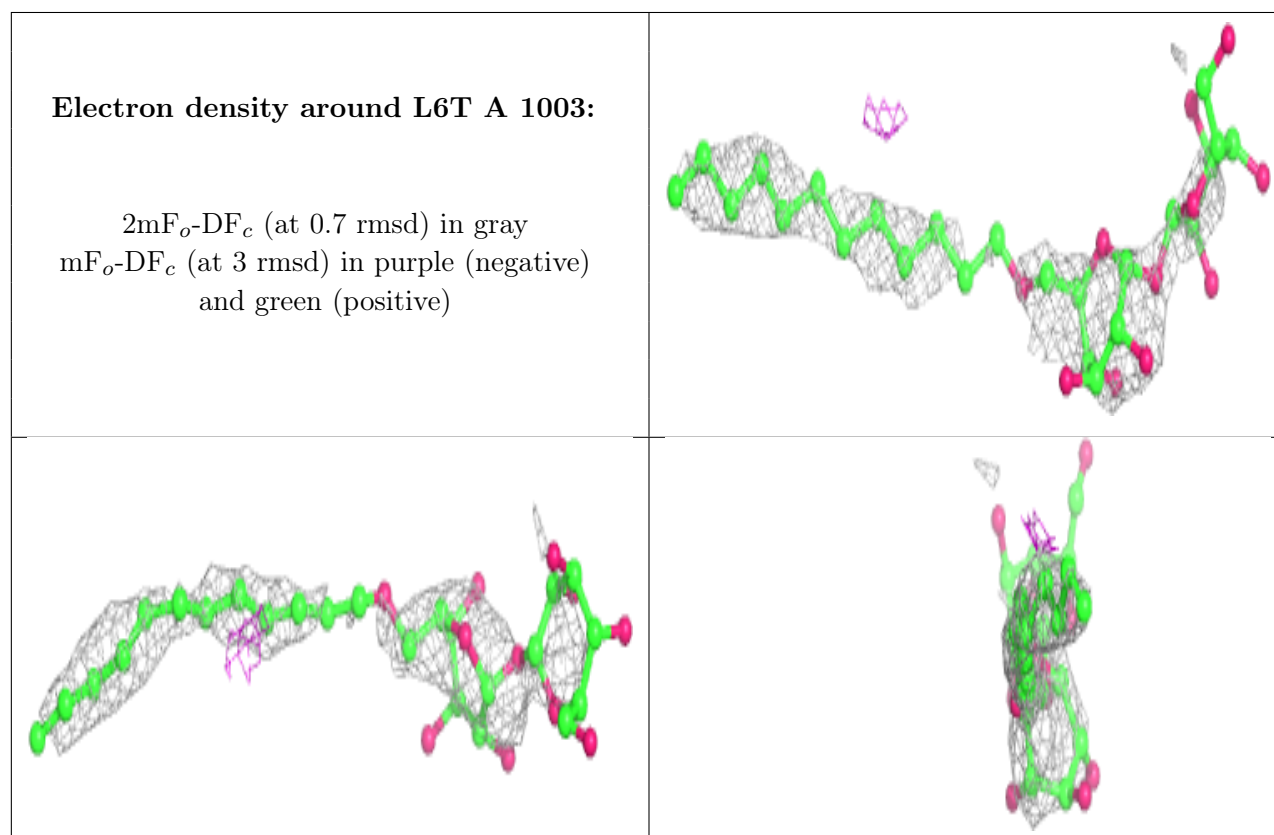 Electron density around L6T A 1003:
2mFₒ-DF𝒸 (at 0.7 rmsd) in gray
mFₒ-DF𝒸 (at 3 rmsd) in purple (negative)
and green (positive)